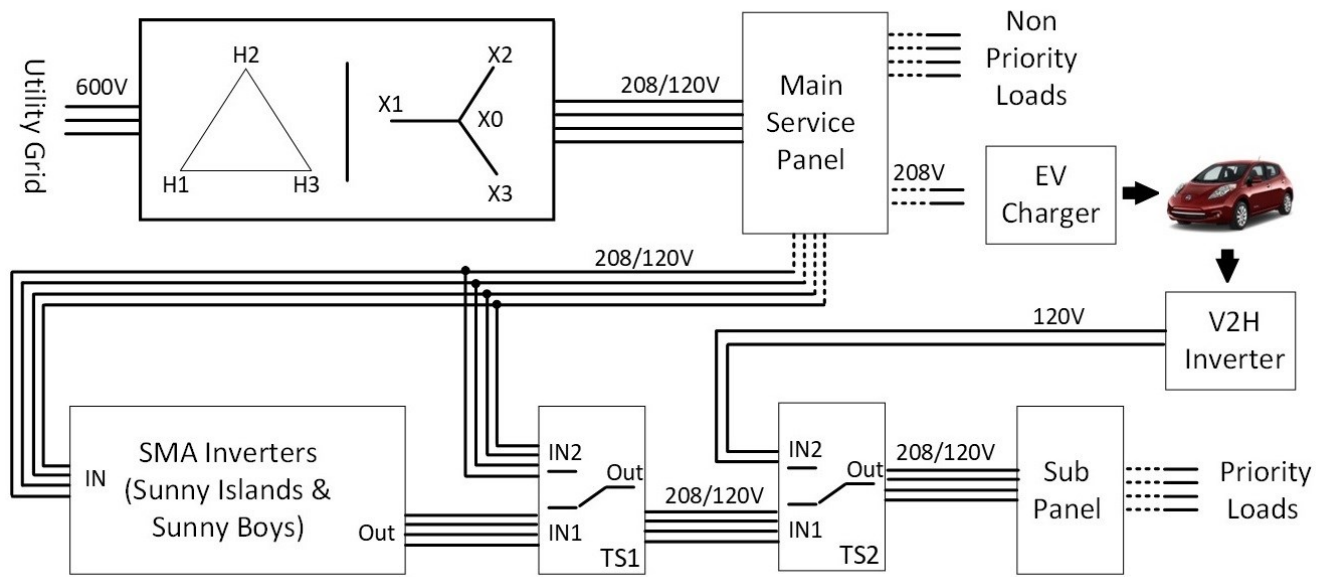 Utility Grid
600V
H2
H1
H3
X2
X1
X0
X3
208/120V
Main
Service
Panel
Non
Priority
Loads
208V
EV
Charger
208/120V
120V
V2H
Inverter
SMA Inverters
(Sunny Islands &
Sunny Boys)
IN
Out
IN2
Out
IN1
TS1
208/120V
IN2
Out
IN1
TS2
208/120V
Sub
Panel
Priority
Loads